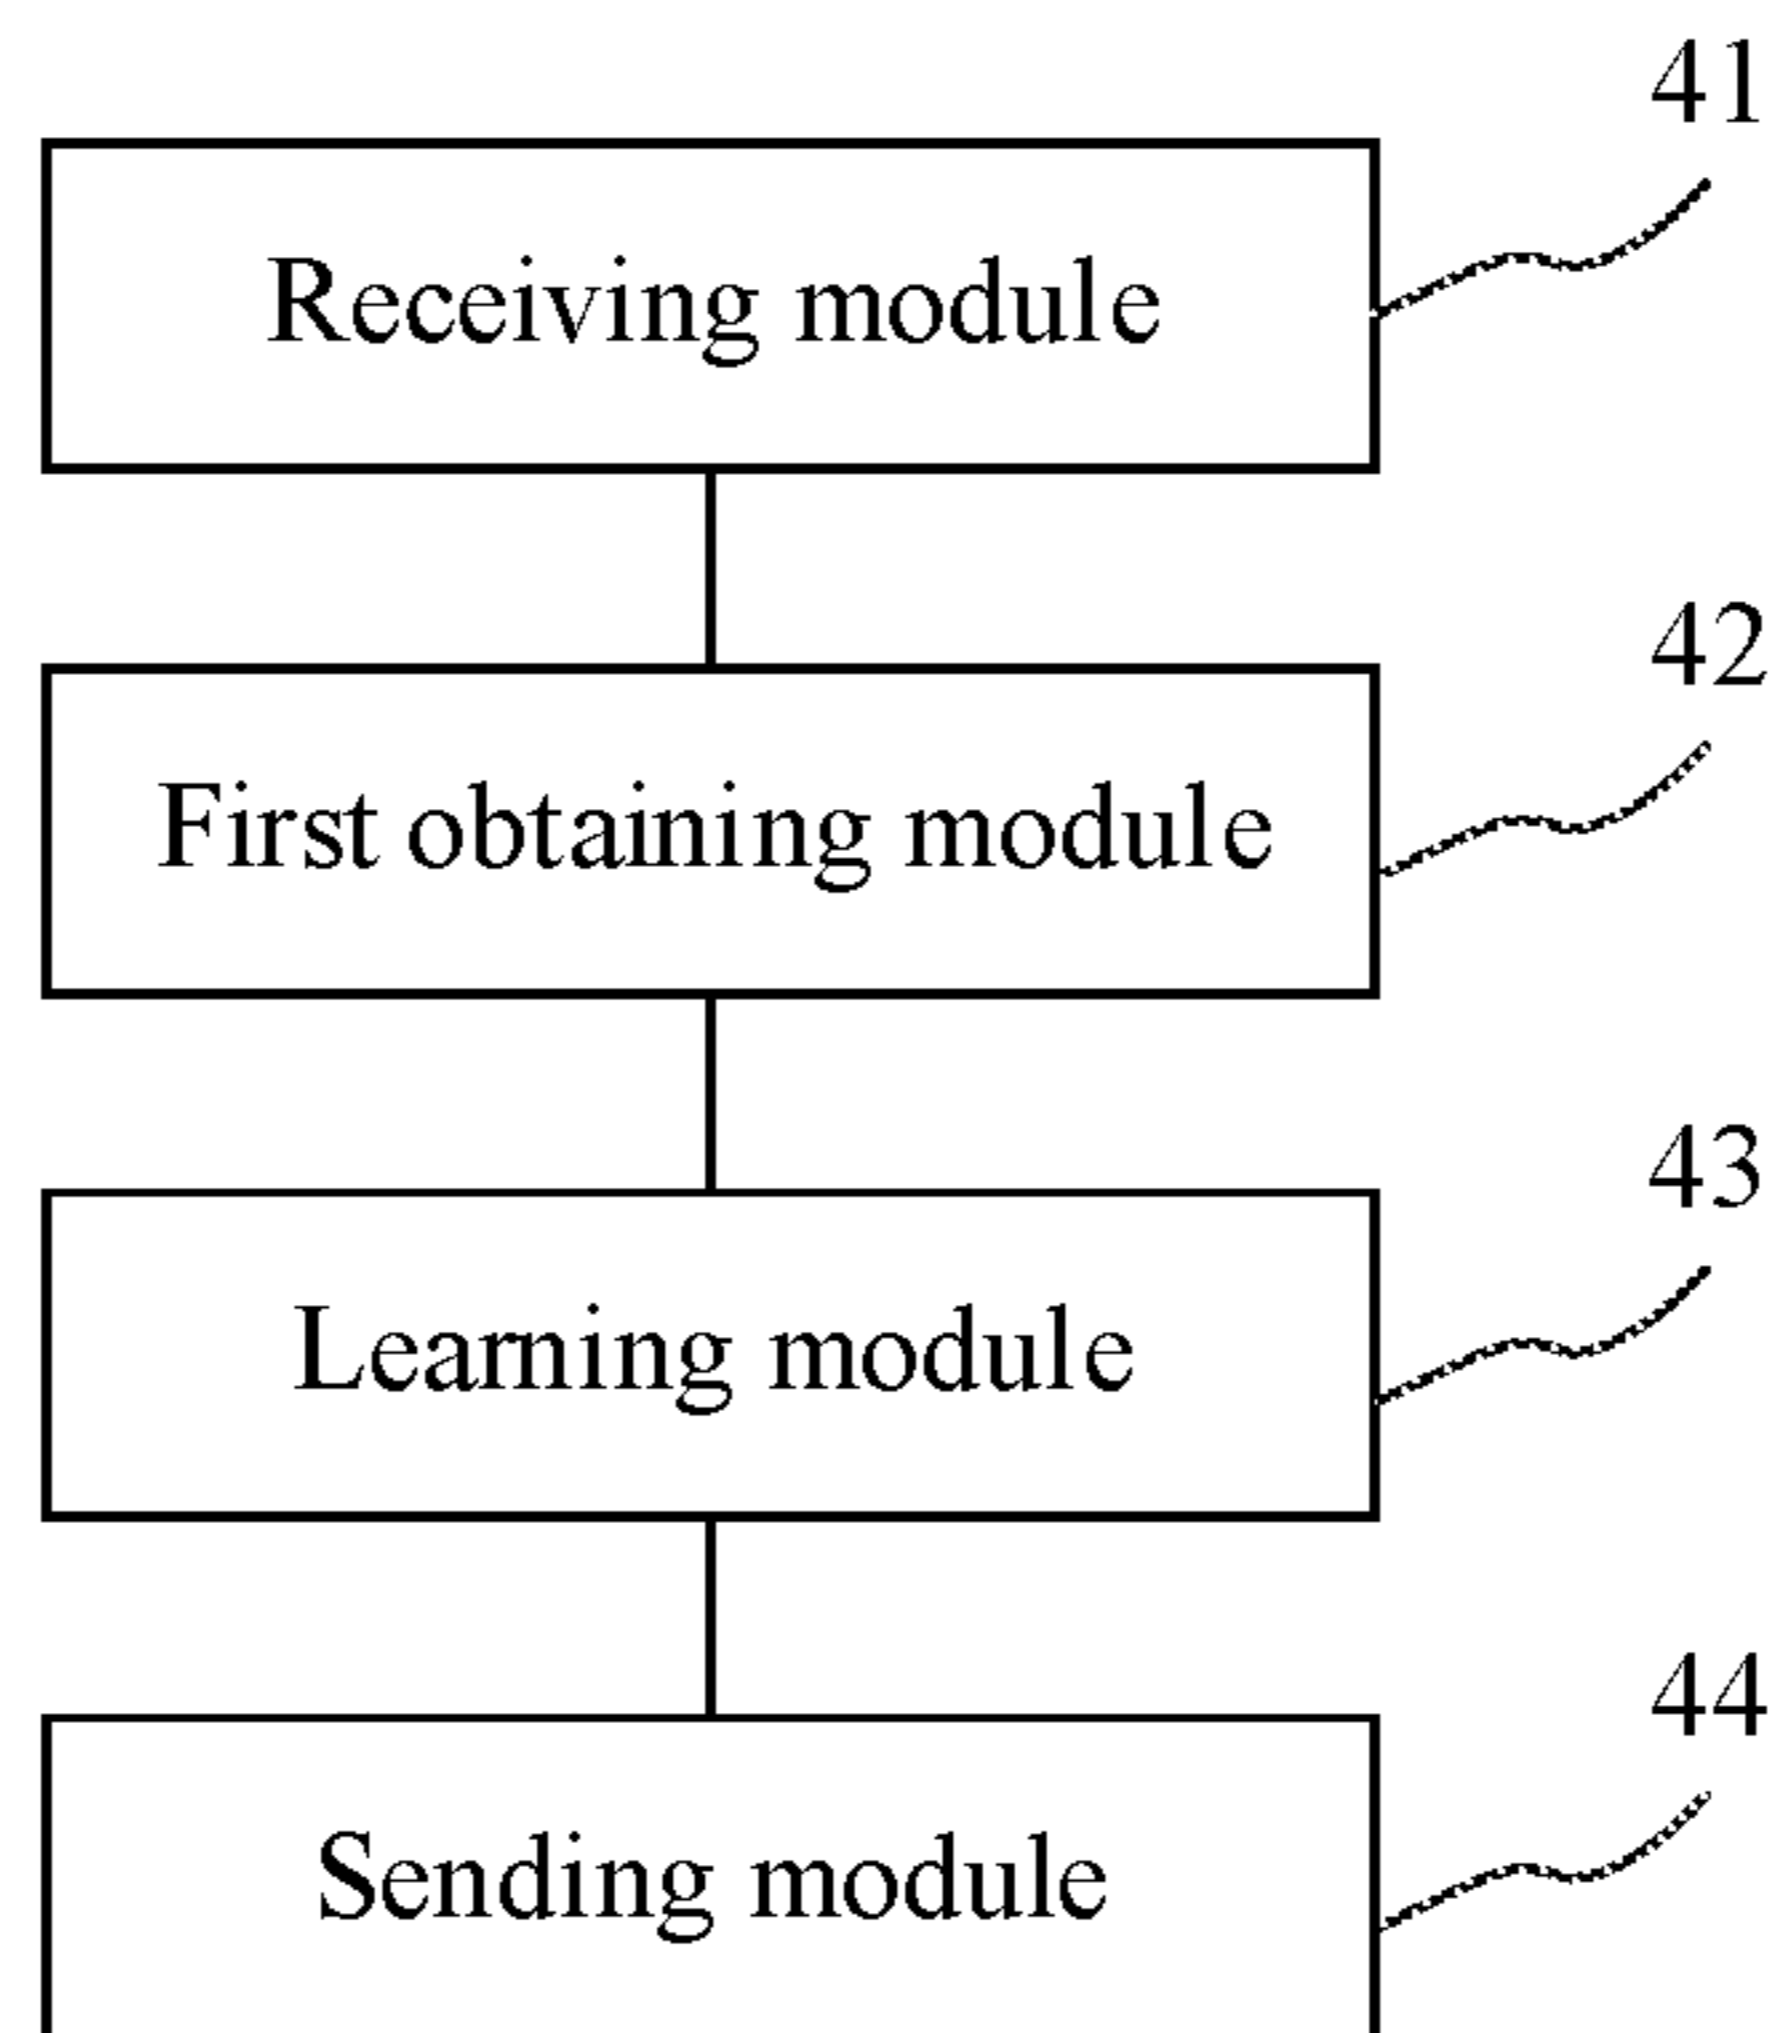 41
Receiving module
42
First obtaining module
43
Learning module
44
Sending module